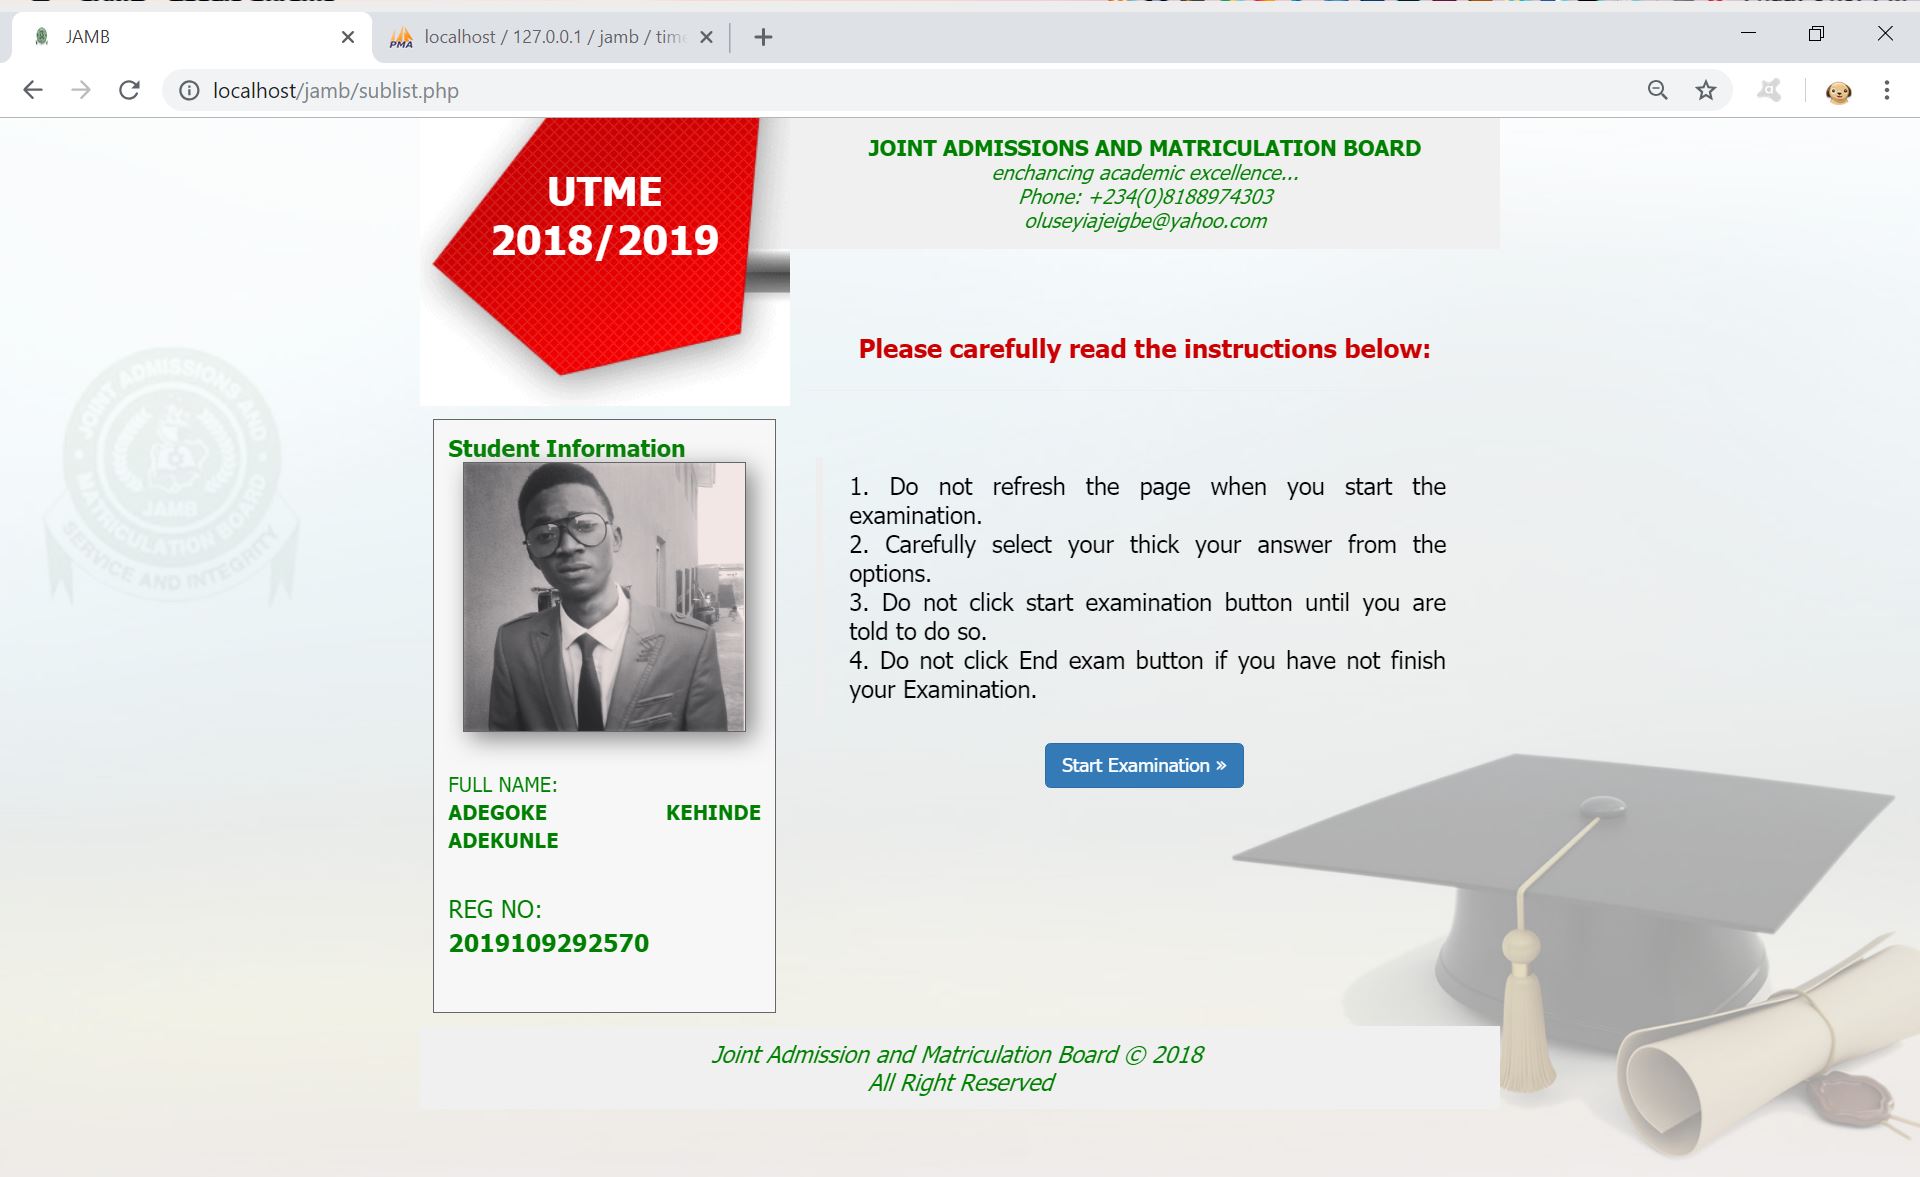 JAMB
localhost / 127.0.0.1 / jamb / time
localhost/jamb/sublist.php
UTME
2018/2019
JOINT ADMISSIONS AND MATRICULATION BOARD
enchancing academic excellence...
Phone: +234(0)8188974303
oluseyiajeigbe@yahoo.com
Please carefully read the instructions below:
JOINT ADMISSIONS AND
MATRICULATION BOARD
JAMB
SERVICE AND INTEGRITY
Student Information
1. Do not refresh the page when you start the
examination.
2. Carefully select your thick your answer from the
options.
3. Do not click start examination button until you are
told to do so.
4. Do not click End exam button if you have not finish
your Examination.
Start Examination »
FULL NAME:
ADEGOKE KEHINDE
ADEKUNLE
REG NO:
2019109292570
Joint Admission and Matriculation Board © 2018
All Right Reserved